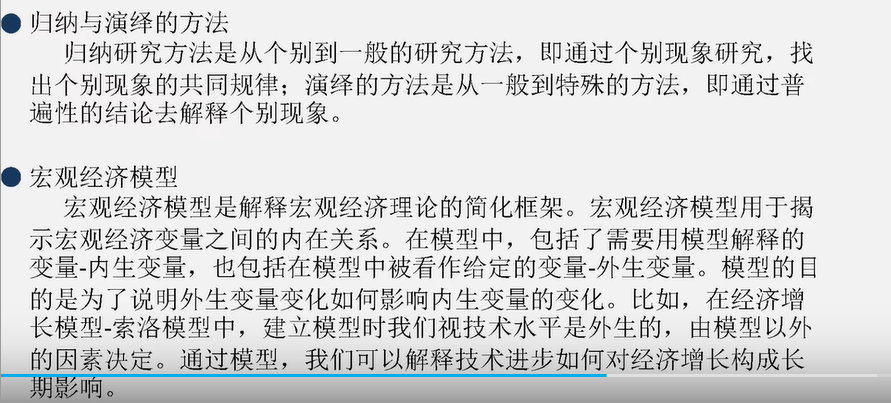 归纳与演绎的方法
归纳研究方法是从个别到一般的研究方法，即通过个别现象研究，找
出个别现象的共同规律；演绎的方法是从一般到特殊的方法，即通过普
遍性的结论去解释个别现象。
宏观经济模型
宏观经济模型是解释宏观经济理论的简化框架。宏观经济模型用于揭
示宏观经济变量之间的内在关系。在模型中，包括了需要用模型解释的
变量-内生变量，也包括在模型中被看作给定的变量-外生变量。模型的目
的是为了说明外生变量变化如何影响内生变量的变化。比如，在经济增
长模型-索洛模型中，建立模型时我们视技术水平是外生的，由模型以外
的因素决定。通过模型，我们可以解释技术进步如何对经济增长构成长
期影响。